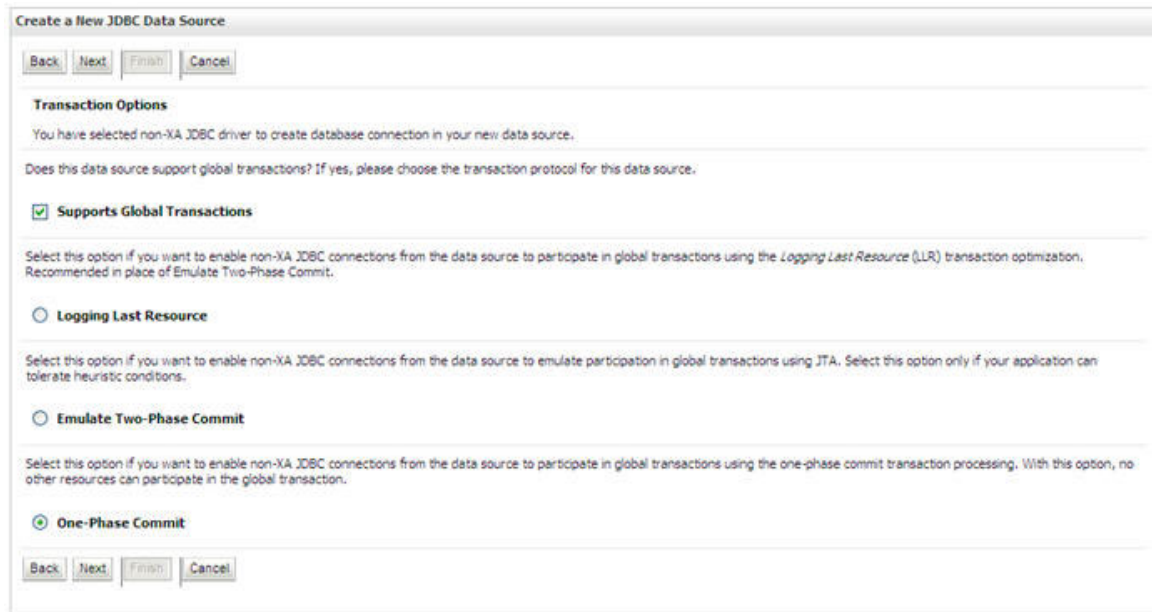 Create a New JDBC Data Source
Back Next Finish Cancel
Transaction Options
You have selected non-XA JDBC driver to create database connection in your new data source.
Does this data source support global transactions? If yes, please choose the transaction protocol for this data source.
Supports Global Transactions
Select this option if you want to enable non-XA JDBC connections from the data source to participate in global transactions using the Logging Last Resource (LLR) transaction optimization.
Recommended in place of Emulate Two-Phase Commit.
Logging Last Resource
Select this option if you want to enable non-XA JDBC connections from the data source to emulate participation in global transactions using JTA. Select this option only if your application can
tolerate heuristic conditions.
Emulate Two-Phase Commit
Select this option if you want to enable non-XA JDBC connections from the data source to participate in global transactions using the one-phase commit transaction processing. With this option, no
other resources can participate in the global transaction.
One-Phase Commit
Back Next Finish Cancel